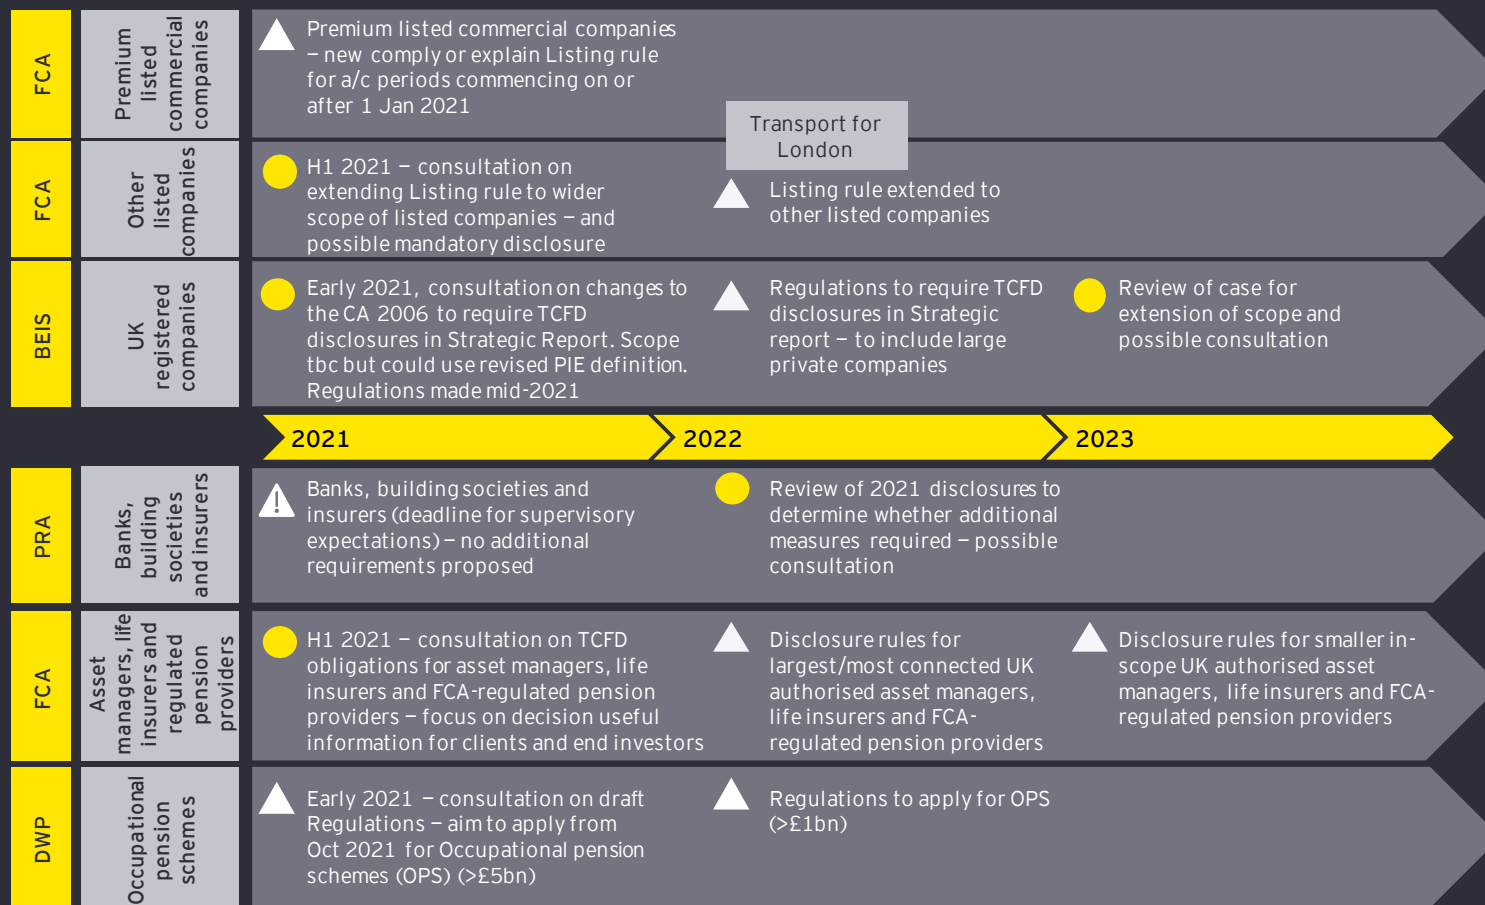 FCA
Premium
listed
commercial
companies
Premium listed commercial companies
– new comply or explain Listing rule
for a/c periods commencing on or
after 1 Jan 2021
Transport for
London
FCA
Other
listed
companies
H1 2021 – consultation on
extending Listing rule to wider
scope of listed companies – and
possible mandatory disclosure
Listing rule extended to
other listed companies
BEIS
UK
registered
companies
Early 2021, consultation on changes to
the CA 2006 to require TCFD
disclosures in Strategic Report. Scope
tbc but could use revised PIE definition.
Regulations made mid-2021
Regulations to require TCFD
disclosures in Strategic
report – to include large
private companies
Review of case for
extension of scope and
possible consultation
2021
2022
2023
PRA
Banks,
building
societies
and insurers
Banks, building societies and
insurers (deadline for supervisory
expectations) – no additional
requirements proposed
Review of 2021 disclosures to
determine whether additional
measures required – possible
consultation
FCA
Asset
managers, life
insurers and
regulated
pension
providers
H1 2021 – consultation on TCFD
obligations for asset managers, life
insurers and FCA-regulated pension
providers – focus on decision useful
information for clients and end investors
Disclosure rules for
largest/most connected UK
authorised asset managers,
life insurers and FCA-
regulated pension providers
Disclosure rules for smaller in-
scope UK authorised asset
managers, life insurers and FCA-
regulated pension providers
DWP
Occupational
pension
schemes
Early 2021 – consultation on draft
Regulations – aim to apply from
Oct 2021 for Occupational pension
schemes (OPS) (>£5bn)
Regulations to apply for OPS
(>£1bn)